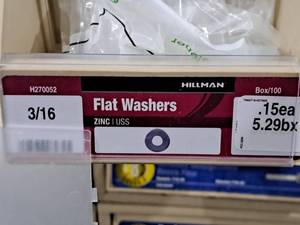 H270052
HILLMAN
Box/100
3/16
Flat Washers
ZINC | USS
.15ea
5.29bx